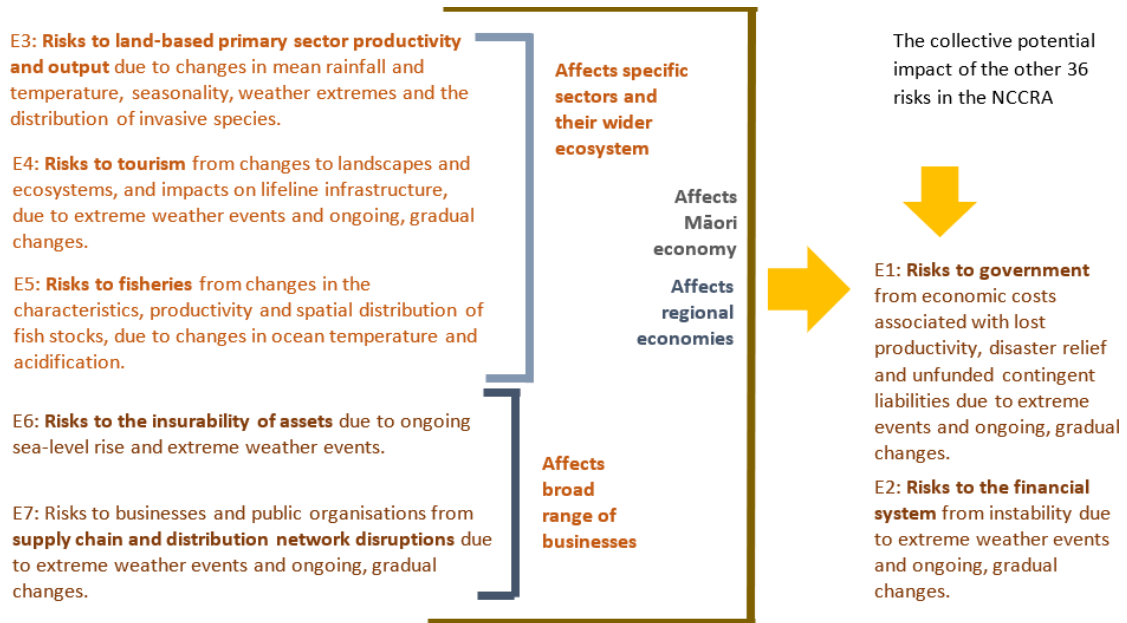 E3: Risks to land-based primary sector productivity
and output due to changes in mean rainfall and
temperature, seasonality, weather extremes and the
distribution of invasive species.
E4: Risks to tourism from changes to landscapes and
ecosystems, and impacts on lifeline infrastructure,
due to extreme weather events and ongoing, gradual
changes.
E5: Risks to fisheries from changes in the
characteristics, productivity and spatial distribution of
fish stocks, due to changes in ocean temperature and
acidification.
E6: Risks to the insurability of assets due to ongoing
sea-level rise and extreme weather events.
E7: Risks to businesses and public organisations from
supply chain and distribution network disruptions due
to extreme weather events and ongoing, gradual
changes.
Affects specific
sectors and
their wider
ecosystem
Affects
Māori
economy
Affects
regional
economies
Affects
broad
range of
businesses
The collective potential
impact of the other 36
risks in the NCCRA
E1: Risks to government
from economic costs
associated with lost
productivity, disaster relief
and unfunded contingent
liabilities due to extreme
events and ongoing, gradual
changes.
E2: Risks to the financial
system from instability due
to extreme weather events
and ongoing, gradual
changes.